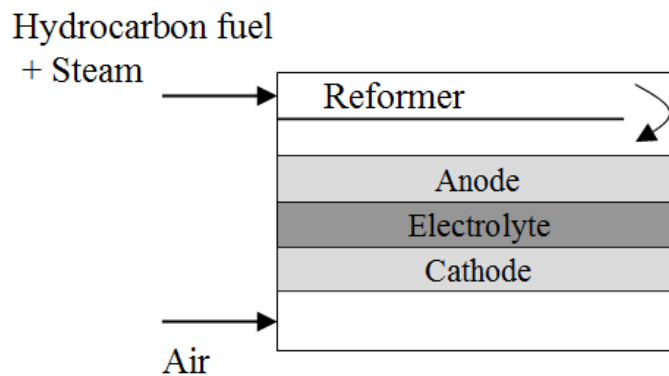 Hydrocarbon fuel
+ Steam
Reformer
Anode
Electrolyte
Cathode
Air